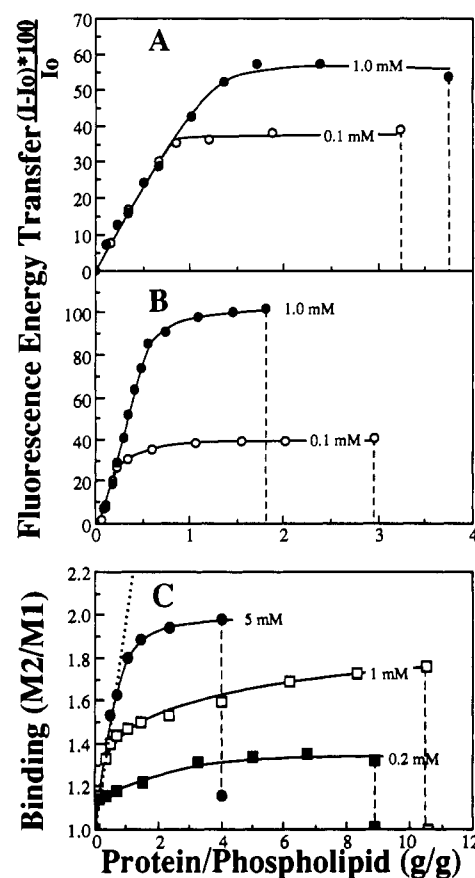 Fluorescence Energy Transfer (I-Io)*100
Io
A
70
60
50
40
30
20
10
0
1.0 mM
0.1 mM
B
100
80
60
40
20
0
1.0 mM
0.1 mM
0 1 2 3 4
Binding (M2/M1)
C
2.2
2.0
1.8
1.6
1.4
1.2
1.0
5 mM
1 mM
0.2 mM
0 2 4 6 8 10 12
Protein/Phospholipid (g/g)